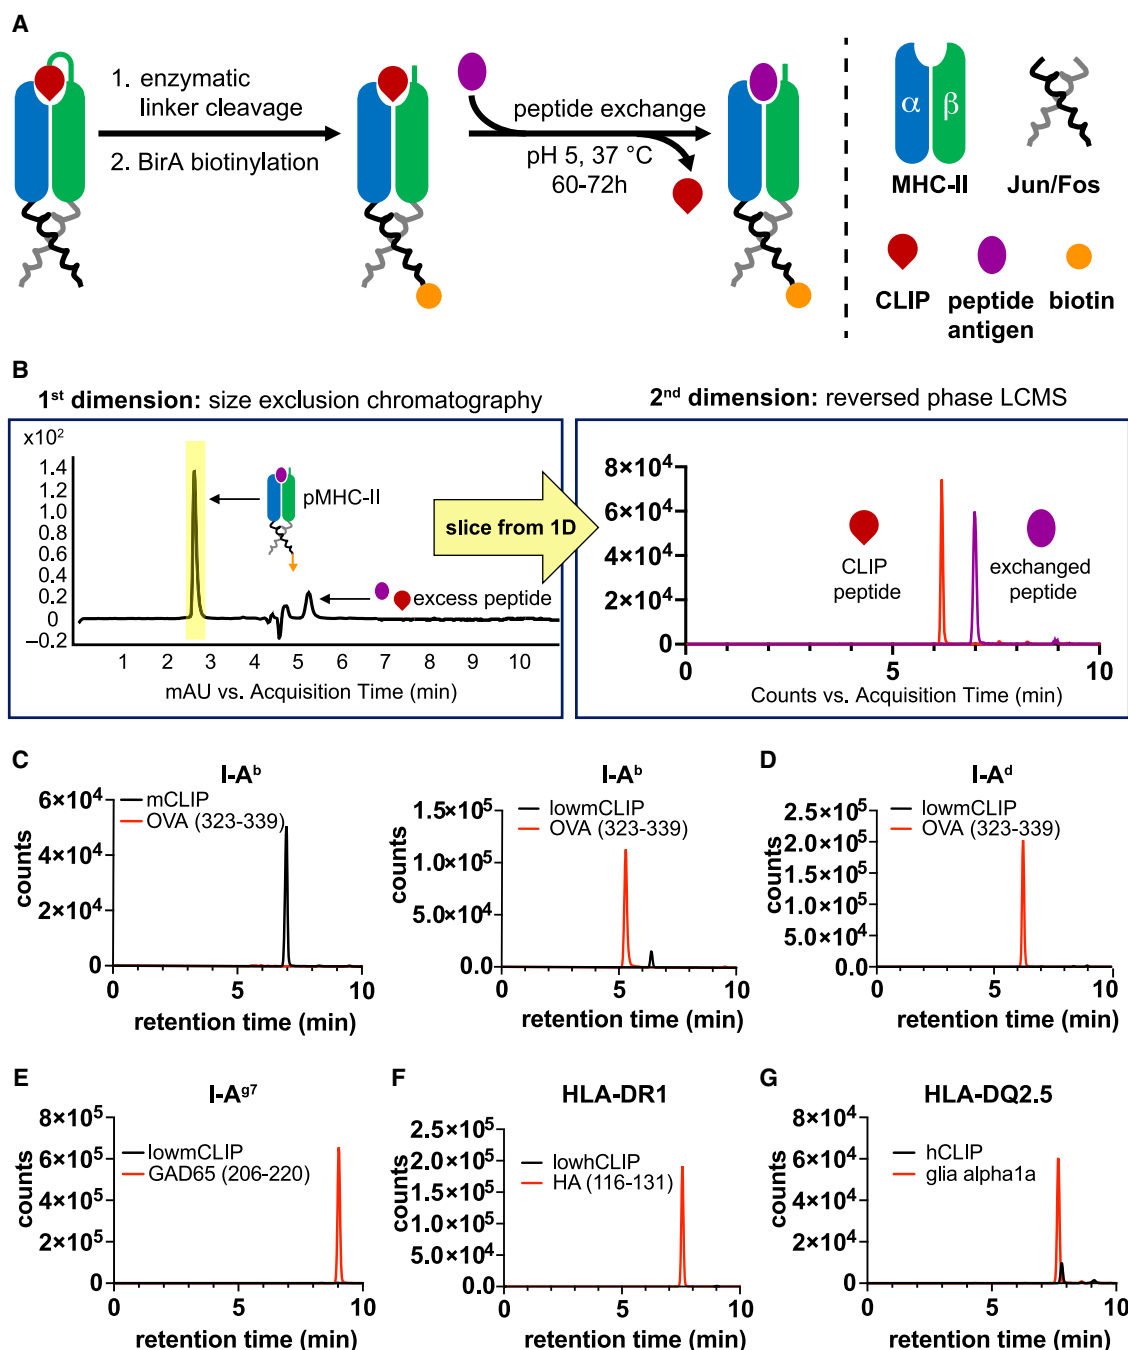 A
1. enzymatic
linker cleavage
2. BirA biotinylation
peptide exchange
pH 5, 37 °C
60-72h
α
β
MHC-II
Jun/Fos
CLIP
peptide
antigen
biotin
B
1st dimension: size exclusion chromatography
x10²
1.4
1.2
1.0
0.8
0.6
0.4
0.2
0
−0.2
pMHC-II
excess peptide
1 2 3 4 5 6 7 8 9 10
mAU vs. Acquisition Time (min)
slice from 1D
2nd dimension: reversed phase LCMS
8×10⁴
6×10⁴
4×10⁴
2×10⁴
0
CLIP
peptide
exchanged
peptide
0 5 10
Counts vs. Acquisition Time (min)
C
I-Aᵇ
counts
6×10⁴
4×10⁴
2×10⁴
0
mCLIP
OVA (323-339)
0 5 10
retention time (min)
I-Aᵇ
counts
1.5×10⁵
1.0×10⁵
5.0×10⁴
0.0
lowmCLIP
OVA (323-339)
0 5 10
retention time (min)
D
I-Aᵈ
counts
2.5×10⁵
2.0×10⁵
1.5×10⁵
1.0×10⁵
5.0×10⁴
0.0
lowmCLIP
OVA (323-339)
0 5 10
retention time (min)
E
I-Aᵍ⁷
counts
8×10⁵
6×10⁵
4×10⁵
2×10⁵
0
lowmCLIP
GAD65 (206-220)
0 5 10
retention time (min)
F
HLA-DR1
counts
2.5×10⁵
2.0×10⁵
1.5×10⁵
1.0×10⁵
5.0×10⁴
0.0
lowhCLIP
HA (116-131)
0 5 10
retention time (min)
G
HLA-DQ2.5
counts
8×10⁴
6×10⁴
4×10⁴
2×10⁴
0
hCLIP
glia alpha1a
0 5 10
retention time (min)